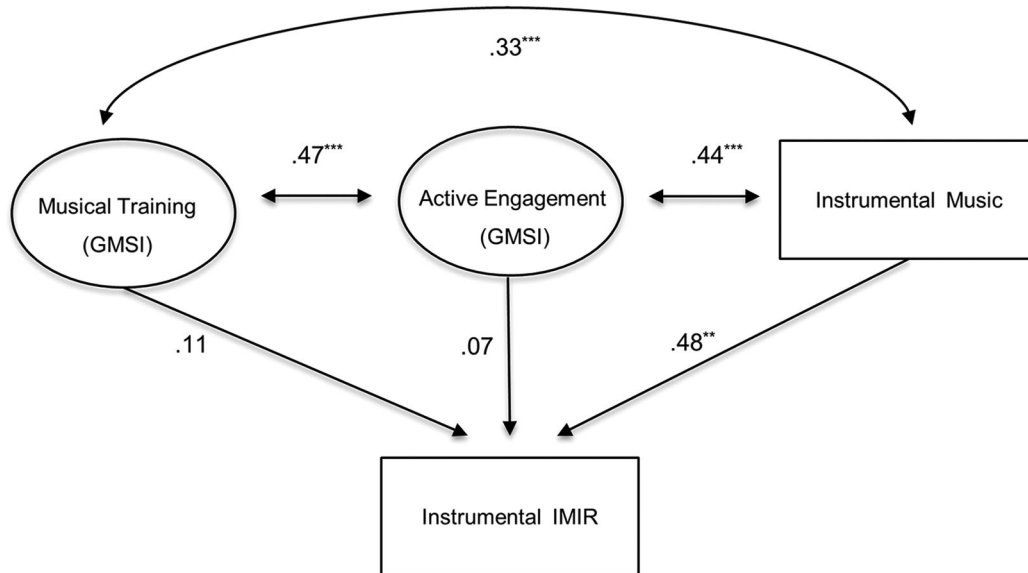 .33***
.47***
.44***
Musical Training
(GMSI)
Active Engagement
(GMSI)
Instrumental Music
.11
.07
.48**
Instrumental IMIR